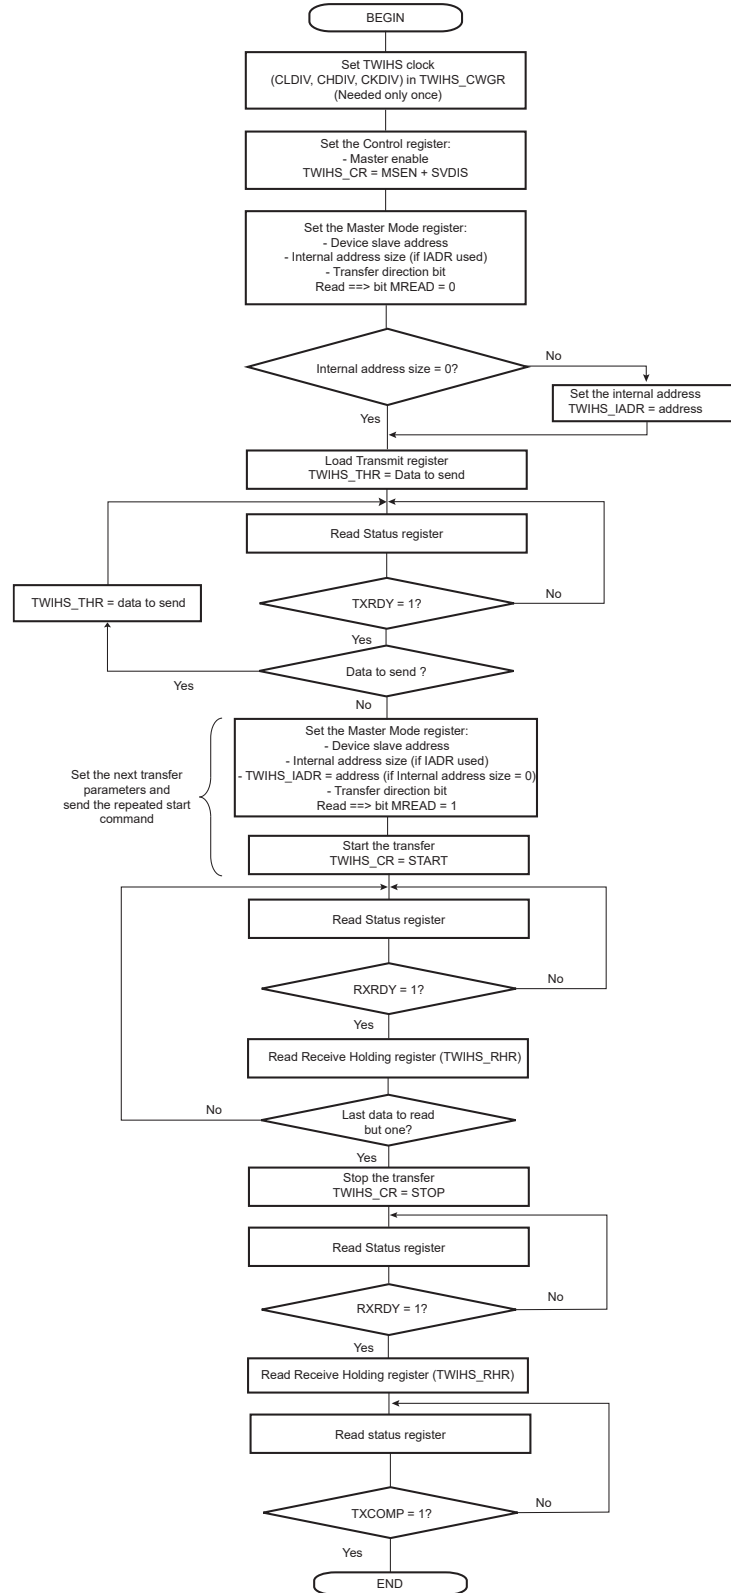 BEGIN
Set TWIHS clock
(CLDIV, CHDIV, CKDIV) in TWIHS_CWGR
(Needed only once)
Set the Control register:
- Master enable
TWIHS_CR = MSEN + SVDIS
Set the Master Mode register:
- Device slave address
- Internal address size (if IADR used)
- Transfer direction bit
Read ==> bit MREAD = 0
Internal address size = 0?
No
Set the internal address
TWIHS_IADR = address
Yes
Load Transmit register
TWIHS_THR = Data to send
Read Status register
TWIHS_THR = data to send
TXRDY = 1?
No
Yes
Data to send ?
Yes
No
Set the next transfer
parameters and
send the repeated start
command
Set the Master Mode register:
- Device slave address
- Internal address size (if IADR used)
- TWIHS_IADR = address (if Internal address size = 0)
- Transfer direction bit
Read ==> bit MREAD = 1
Start the transfer
TWIHS_CR = START
Read Status register
RXRDY = 1?
No
Yes
Read Receive Holding register (TWIHS_RHR)
No
Last data to read
but one?
Yes
Stop the transfer
TWIHS_CR = STOP
Read Status register
RXRDY = 1?
No
Yes
Read Receive Holding register (TWIHS_RHR)
Read status register
TXCOMP = 1?
No
Yes
END